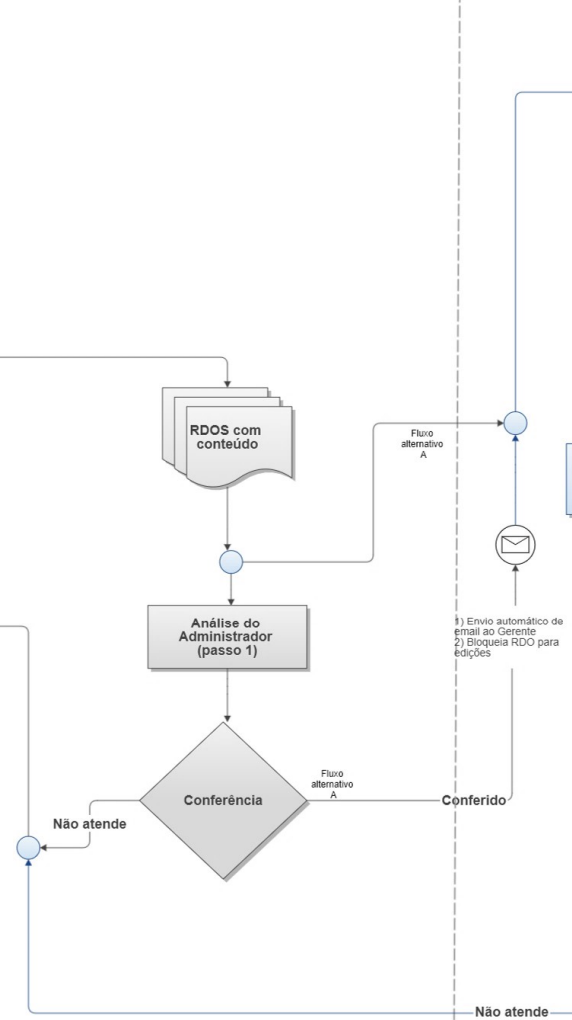 RDOS com
conteúdo
Fluxo
alternativo
A
1) Envio automático de
email ao Gerente
2) Bloqueia RDO para
edições
Análise do
Administrador
(passo 1)
Fluxo
alternativo
A
Conferência
Conferido
Não atende
Não atende